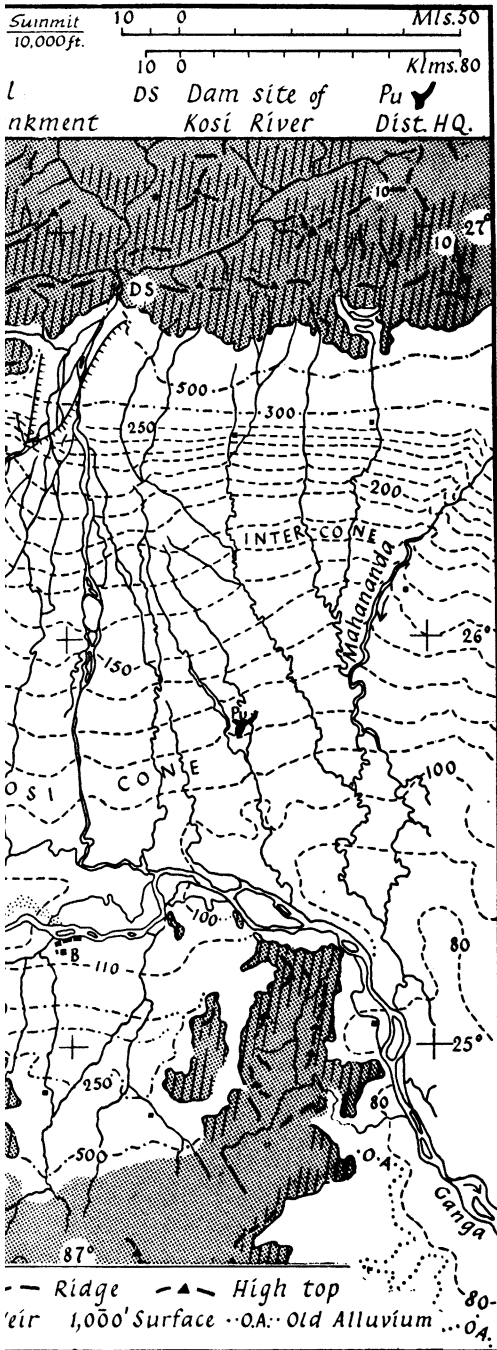 Summit 10 0 Mls.50
10,000 ft.
10 0 Klms.80
l DS Dam site of Pu
nkment Kosi River Dist. HQ.
10
27°
10
DS
500
250
300
200
INTER-CONE
Mahananda
26°
150
Pu
100
OSI CONE
100
80
B
110
25°
250
80
O.A.
500
Ganga
87°
80
Ridge High top
eir 1,000' Surface ··O.A.·· Old Alluvium
O.A.